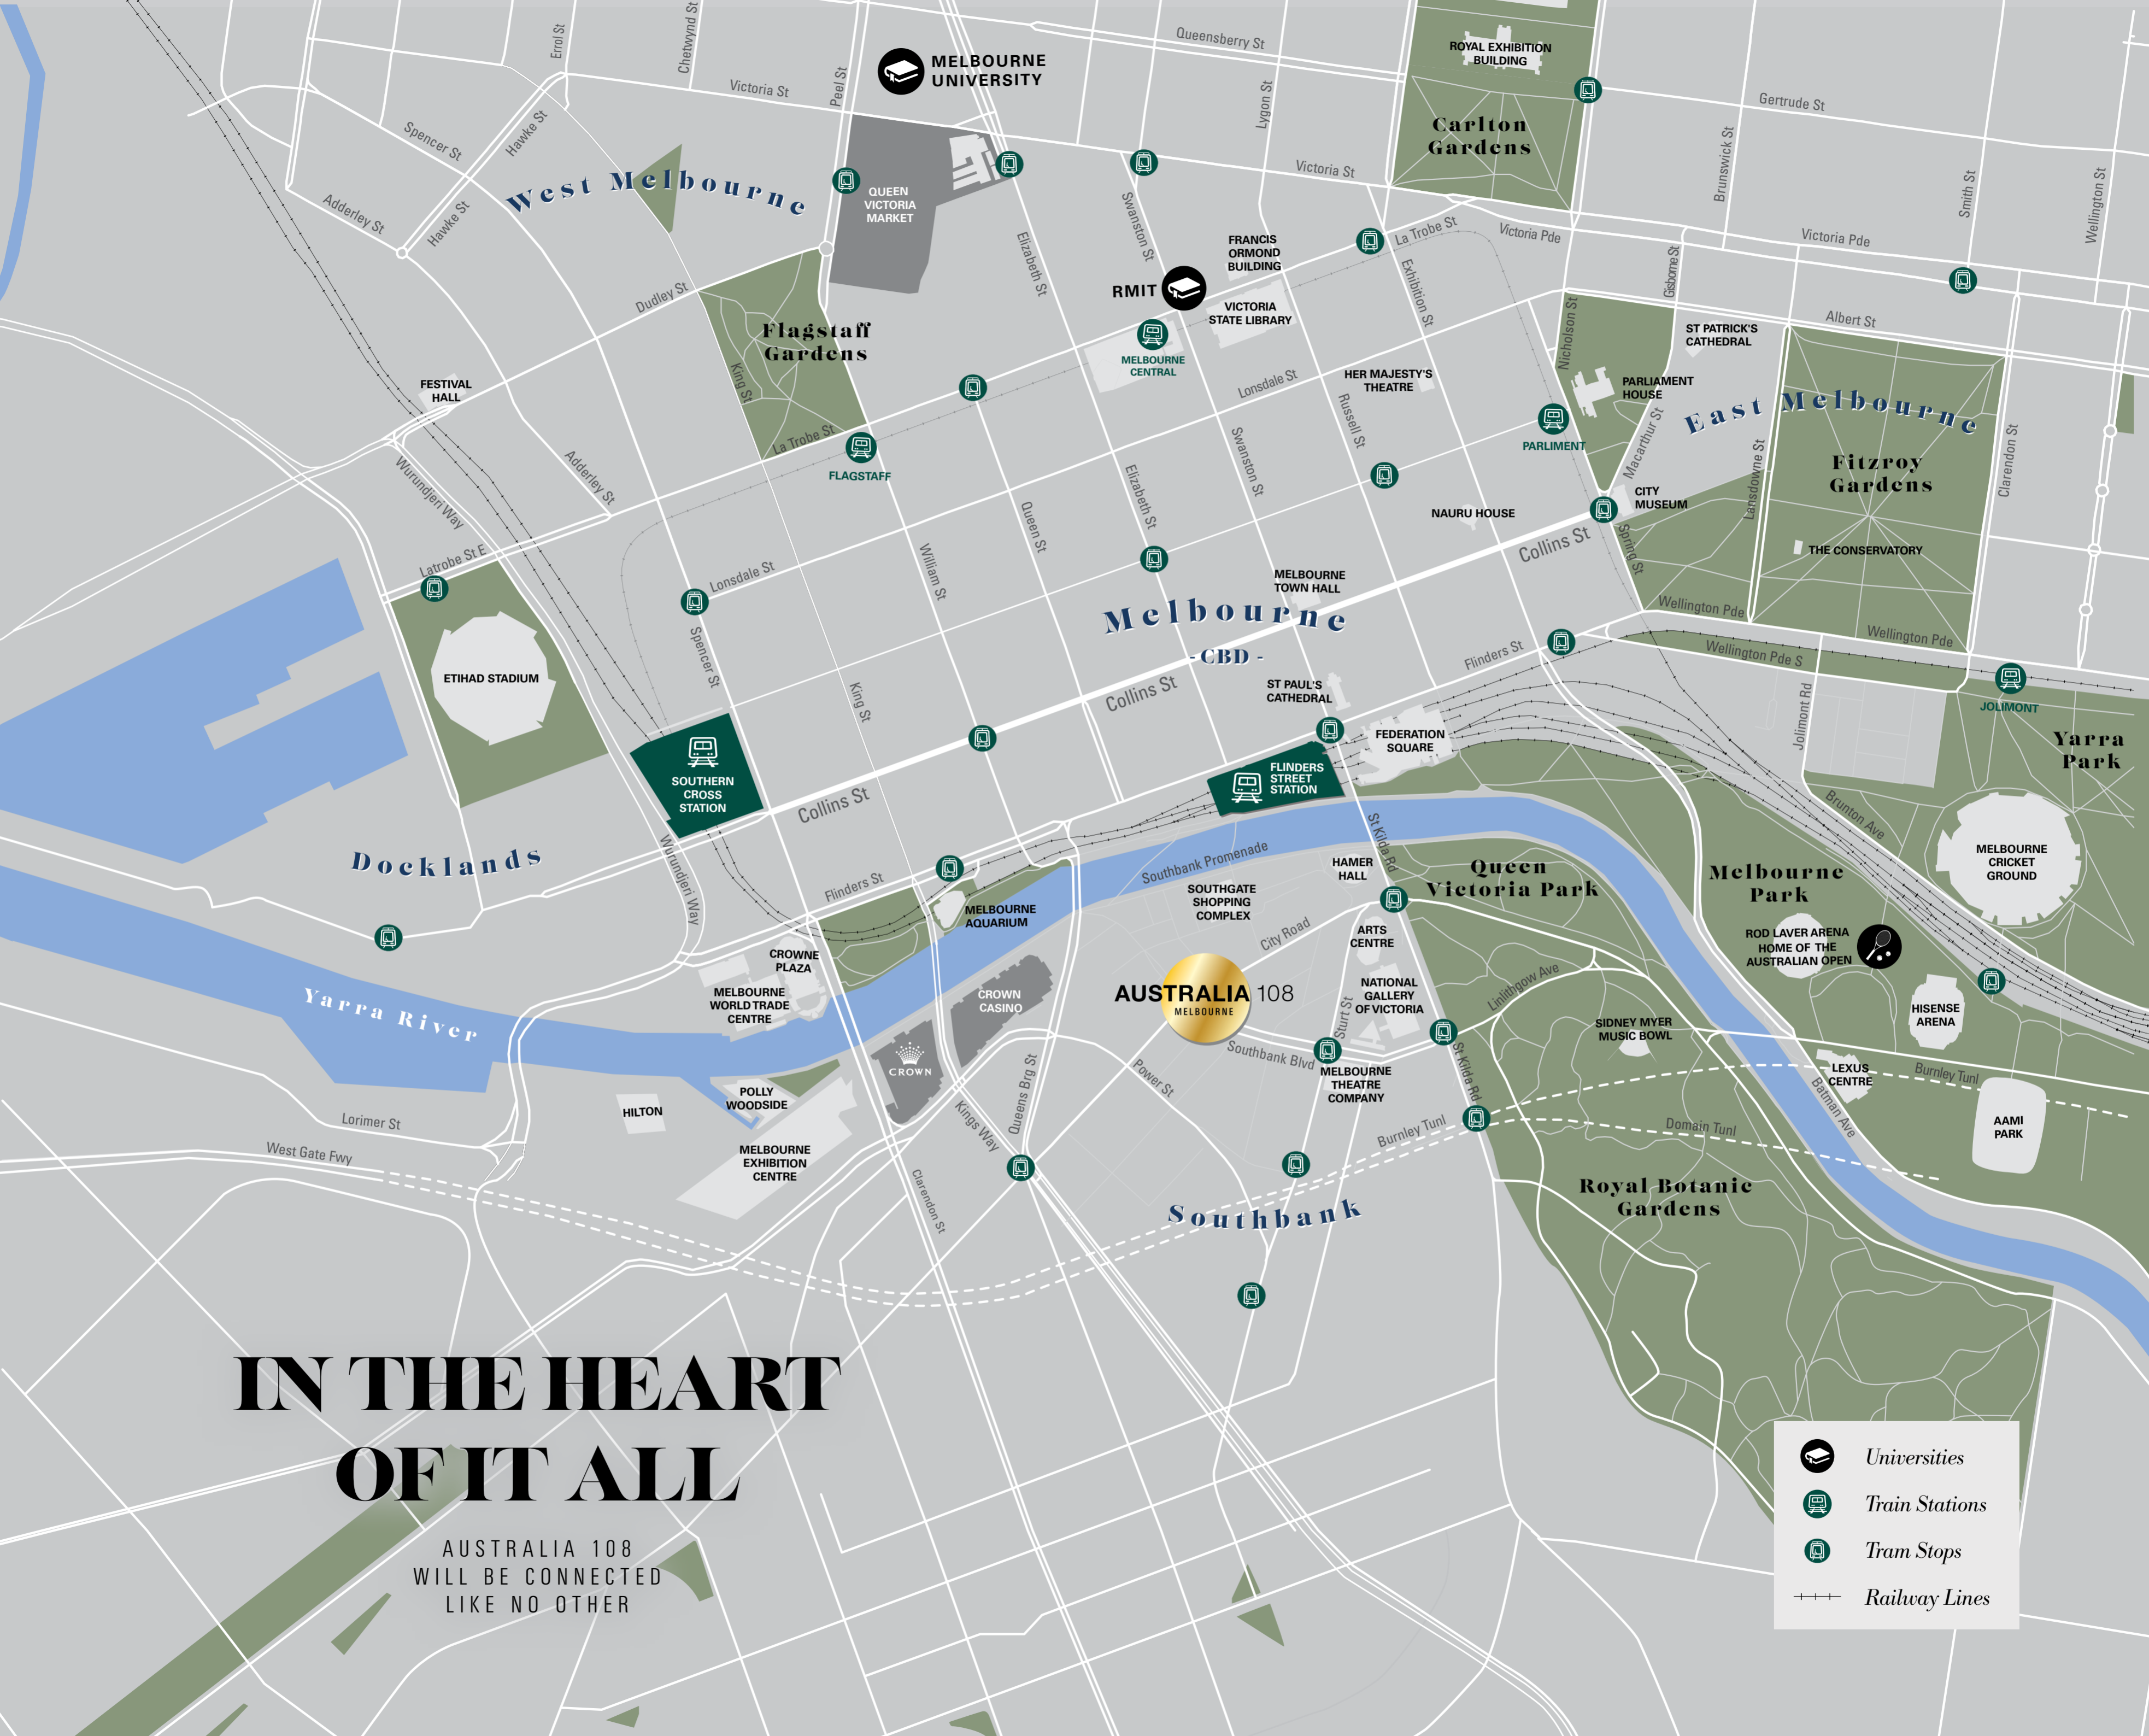 Errol St
Chetwynd St
Queensberry St
ROYAL EXHIBITION
BUILDING
MELBOURNE
UNIVERSITY
Peel St
Victoria St
Lygon St
Gertrude St
Spencer St
Hawke St
Carlton
Gardens
Brunswick St
Smith St
Wellington St
West Melbourne
Victoria St
QUEEN
VICTORIA
MARKET
Adderley St
Hawke St
Swanston St
Elizabeth St
FRANCIS
ORMOND
BUILDING
La Trobe St
Victoria Pde
Victoria Pde
Exhibition St
Gisborne St
RMIT
Dudley St
VICTORIA
STATE LIBRARY
Nicholson St
Albert St
ST PATRICK'S
CATHEDRAL
Flagstaff
Gardens
MELBOURNE
CENTRAL
King St
Lonsdale St
HER MAJESTY'S
THEATRE
PARLIAMENT
HOUSE
FESTIVAL
HALL
East Melbourne
Russell St
La Trobe St
FLAGSTAFF
PARLIMENT
Macarthur St
Lansdowne St
Fitzroy
Gardens
Clarendon St
Wurundjeri Way
Adderley St
Elizabeth St
Swanston St
Queen St
NAURU HOUSE
CITY
MUSEUM
Collins St
Spring St
THE CONSERVATORY
Latrobe St E
Lonsdale St
William St
MELBOURNE
TOWN HALL
Melbourne
- CBD -
Wellington Pde
Wellington Pde
Wellington Pde S
Flinders St
Spencer St
ETIHAD STADIUM
King St
Collins St
ST PAUL'S
CATHEDRAL
Jolimont Rd
JOLIMONT
FEDERATION
SQUARE
Yarra
Park
SOUTHERN
CROSS
STATION
FLINDERS
STREET
STATION
Collins St
Brunton Ave
St Kilda Rd
Docklands
Wurundjeri Way
Flinders St
Southbank Promenade
HAMER
HALL
Queen
Victoria Park
Melbourne
Park
MELBOURNE
CRICKET
GROUND
SOUTHGATE
SHOPPING
COMPLEX
MELBOURNE
AQUARIUM
City Road
ARTS
CENTRE
ROD LAVER ARENA
HOME OF THE
AUSTRALIAN OPEN
CROWNE
PLAZA
MELBOURNE
WORLD TRADE
CENTRE
CROWN
CASINO
AUSTRALIA 108
MELBOURNE
NATIONAL
GALLERY
OF VICTORIA
Linlithgow Ave
Sturt St
Yarra River
HISENSE
ARENA
SIDNEY MYER
MUSIC BOWL
CROWN
Southbank Blvd
St Kilda Rd
Power St
Queens Brg St
MELBOURNE
THEATRE
COMPANY
LEXUS
CENTRE
Burnley Tunl
Batman Ave
HILTON
POLLY
WOODSIDE
Lorimer St
Kings Way
Burnley Tunl
Domain Tunl
AAMI
PARK
West Gate Fwy
MELBOURNE
EXHIBITION
CENTRE
Clarendon St
Southbank
Royal Botanic
Gardens
IN THE HEART
OF IT ALL
AUSTRALIA 108
WILL BE CONNECTED
LIKE NO OTHER
Universities
Train Stations
Tram Stops
Railway Lines